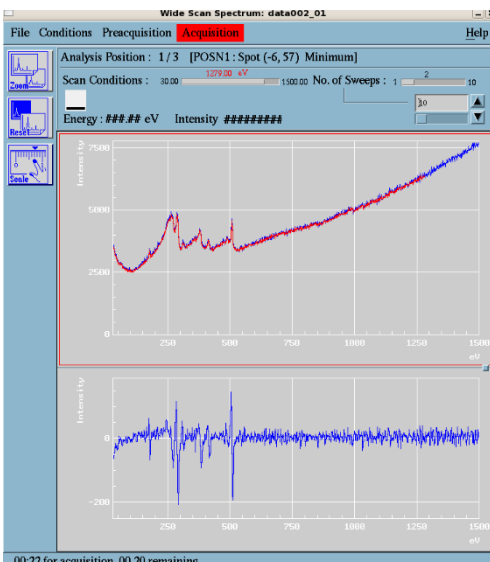 Wide Scan Spectrum: data002_01
File Conditions Preacquisition Acquisition Help
Zoom
Reset
Scale
Analysis Position : 1/3 [POSN1 : Spot (-6, 57) Minimum]
Scan Conditions : 30.00 1279.00 eV 1500.00 No. of Sweeps : 1 2 10
10
Energy : ###.## eV Intensity #########
Intensity
7500
5000
2500
0
250 500 750 1000 1250 1500
eV
Intensity
0
-200
250 500 750 1000 1250 1500
eV
00:22 for acquisition, 00:20 remaining